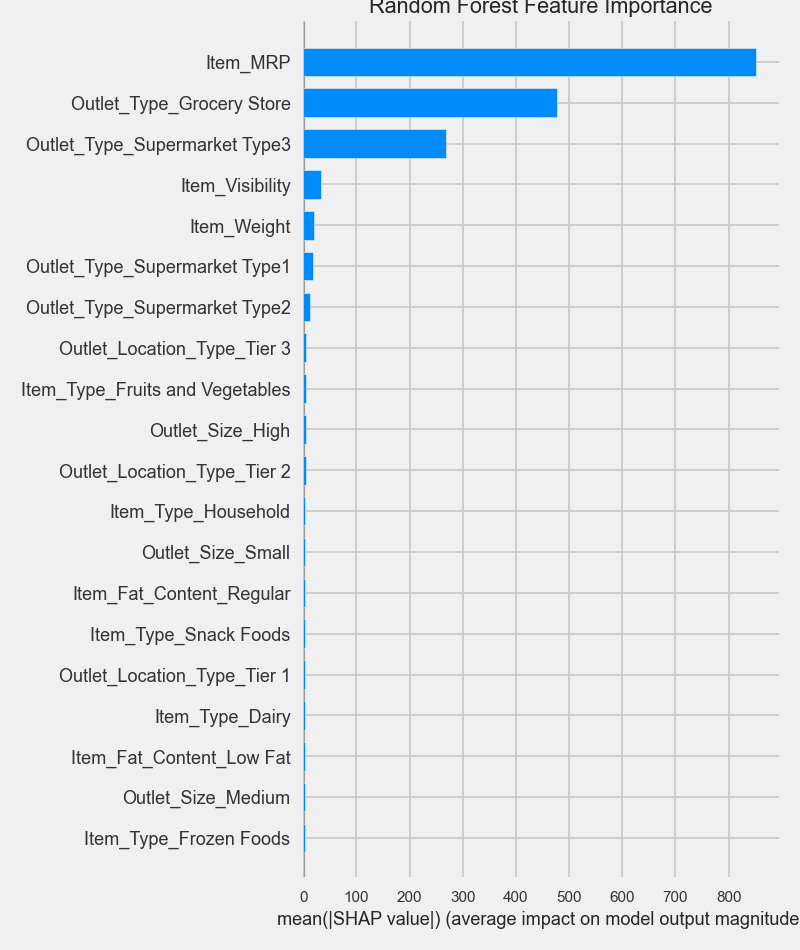 Random Forest Feature Importance
Item_MRP
Outlet_Type_Grocery Store
Outlet_Type_Supermarket Type3
Item_Visibility
Item_Weight
Outlet_Type_Supermarket Type1
Outlet_Type_Supermarket Type2
Outlet_Location_Type_Tier 3
Item_Type_Fruits and Vegetables
Outlet_Size_High
Outlet_Location_Type_Tier 2
Item_Type_Household
Outlet_Size_Small
Item_Fat_Content_Regular
Item_Type_Snack Foods
Outlet_Location_Type_Tier 1
Item_Type_Dairy
Item_Fat_Content_Low Fat
Outlet_Size_Medium
Item_Type_Frozen Foods
0 100 200 300 400 500 600 700 800
mean(|SHAP value|) (average impact on model output magnitude